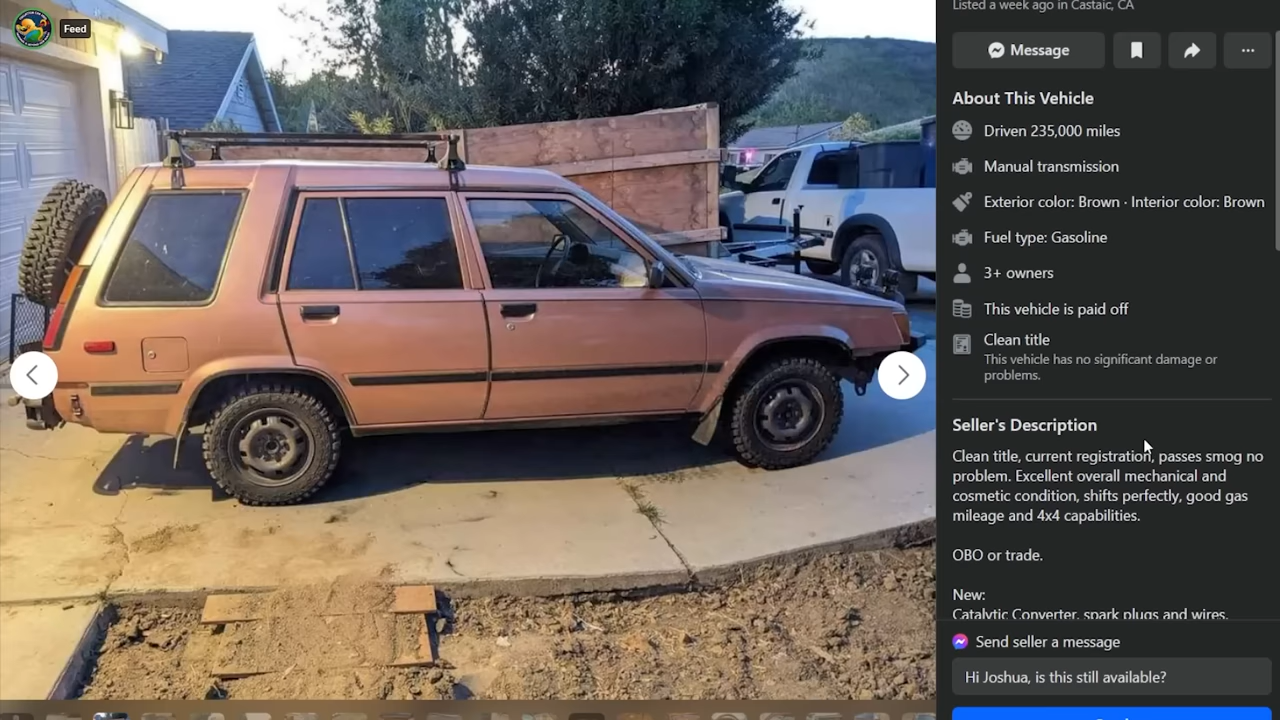 Feed
Listed a week ago in Castaic, CA
Message
About This Vehicle
Driven 235,000 miles
Manual transmission
Exterior color: Brown · Interior color: Brown
Fuel type: Gasoline
3+ owners
This vehicle is paid off
Clean title
This vehicle has no significant damage or
problems.
Seller's Description
Clean title, current registration, passes smog no
problem. Excellent overall mechanical and
cosmetic condition, shifts perfectly, good gas
mileage and 4x4 capabilities.
OBO or trade.
New:
Catalytic Converter, spark plugs and wires,
Send seller a message
Hi Joshua, is this still available?